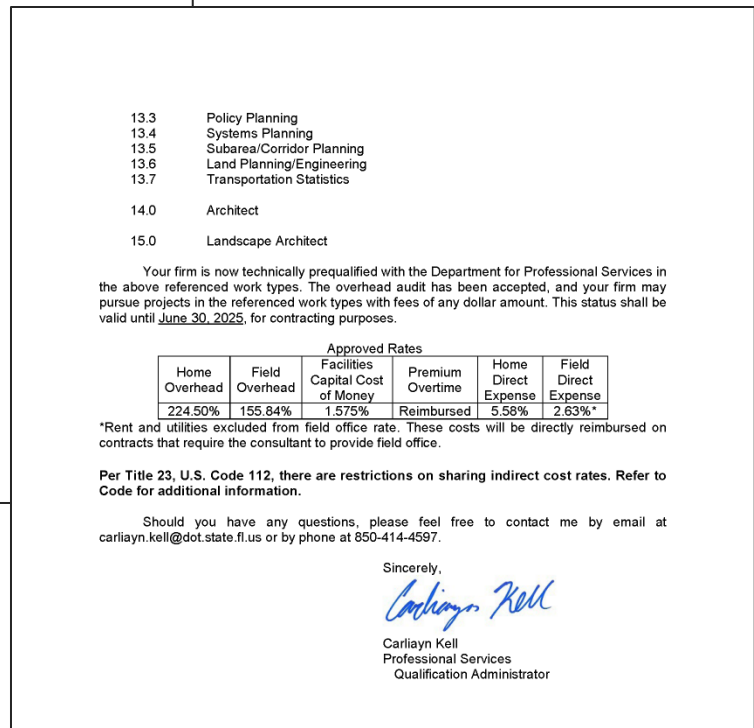 13.3 Policy Planning
13.4 Systems Planning
13.5 Subarea/Corridor Planning
13.6 Land Planning/Engineering
13.7 Transportation Statistics
14.0 Architect
15.0 Landscape Architect
Your firm is now technically prequalified with the Department for Professional Services in
the above referenced work types. The overhead audit has been accepted, and your firm may
pursue projects in the referenced work types with fees of any dollar amount. This status shall be
valid until June 30, 2025, for contracting purposes.
Approved Rates
Home Overhead | Field Overhead | Facilities Capital Cost of Money | Premium Overtime | Home Direct Expense | Field Direct Expense
224.50% | 155.84% | 1.575% | Reimbursed | 5.58% | 2.63%*
*Rent and utilities excluded from field office rate. These costs will be directly reimbursed on
contracts that require the consultant to provide field office.
Per Title 23, U.S. Code 112, there are restrictions on sharing indirect cost rates. Refer to
Code for additional information.
Should you have any questions, please feel free to contact me by email at
carliayn.kell@dot.state.fl.us or by phone at 850-414-4597.
Sincerely,
Carliayn Kell
Carliayn Kell
Professional Services
Qualification Administrator